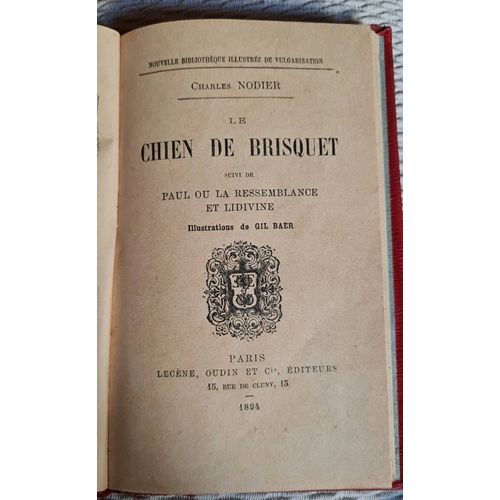 NOUVELLE BIBLIOTHÈQUE ILLUSTRÉE DE VULGARISATION
CHARLES NODIER
LE
CHIEN DE BRISQUET
SUIVI DE
PAUL OU LA RESSEMBLANCE
ET LIDIVINE
Illustrations de GIL BAER
PARIS
LECÈNE, OUDIN ET Cie, ÉDITEURS
15, RUE DE CLUNY, 15
1894